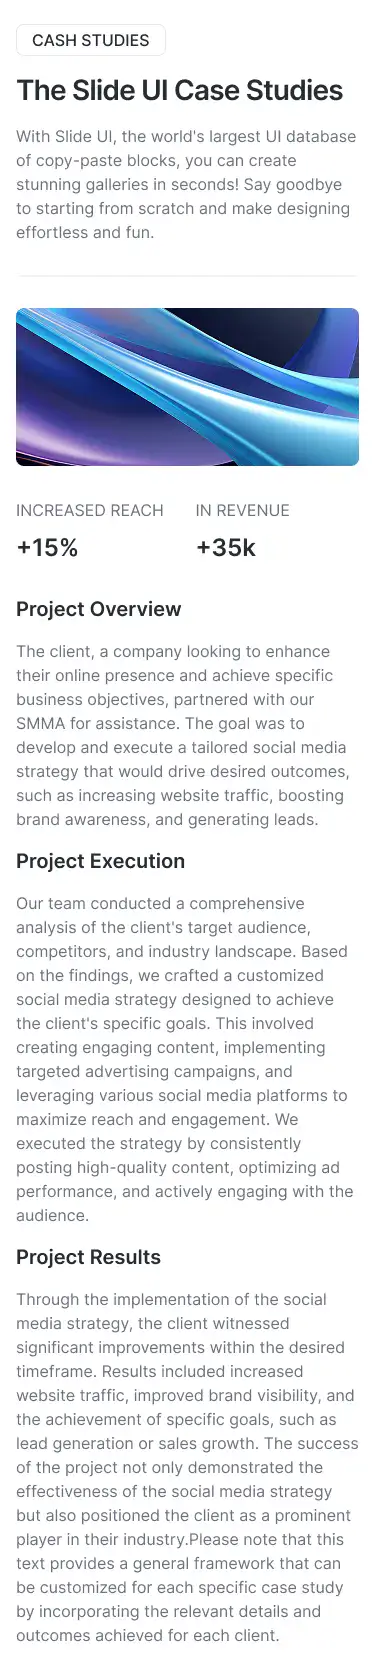 CASH STUDIES
The Slide UI Case Studies
With Slide UI, the world's largest UI database
of copy-paste blocks, you can create
stunning galleries in seconds! Say goodbye
to starting from scratch and make designing
effortless and fun.
INCREASED REACH
+15%
IN REVENUE
+35k
Project Overview
The client, a company looking to enhance
their online presence and achieve specific
business objectives, partnered with our
SMMA for assistance. The goal was to
develop and execute a tailored social media
strategy that would drive desired outcomes,
such as increasing website traffic, boosting
brand awareness, and generating leads.
Project Execution
Our team conducted a comprehensive
analysis of the client's target audience,
competitors, and industry landscape. Based
on the findings, we crafted a customized
social media strategy designed to achieve
the client's specific goals. This involved
creating engaging content, implementing
targeted advertising campaigns, and
leveraging various social media platforms to
maximize reach and engagement. We
executed the strategy by consistently
posting high-quality content, optimizing ad
performance, and actively engaging with the
audience.
Project Results
Through the implementation of the social
media strategy, the client witnessed
significant improvements within the desired
timeframe. Results included increased
website traffic, improved brand visibility, and
the achievement of specific goals, such as
lead generation or sales growth. The success
of the project not only demonstrated the
effectiveness of the social media strategy
but also positioned the client as a prominent
player in their industry.Please note that this
text provides a general framework that can
be customized for each specific case study
by incorporating the relevant details and
outcomes achieved for each client.